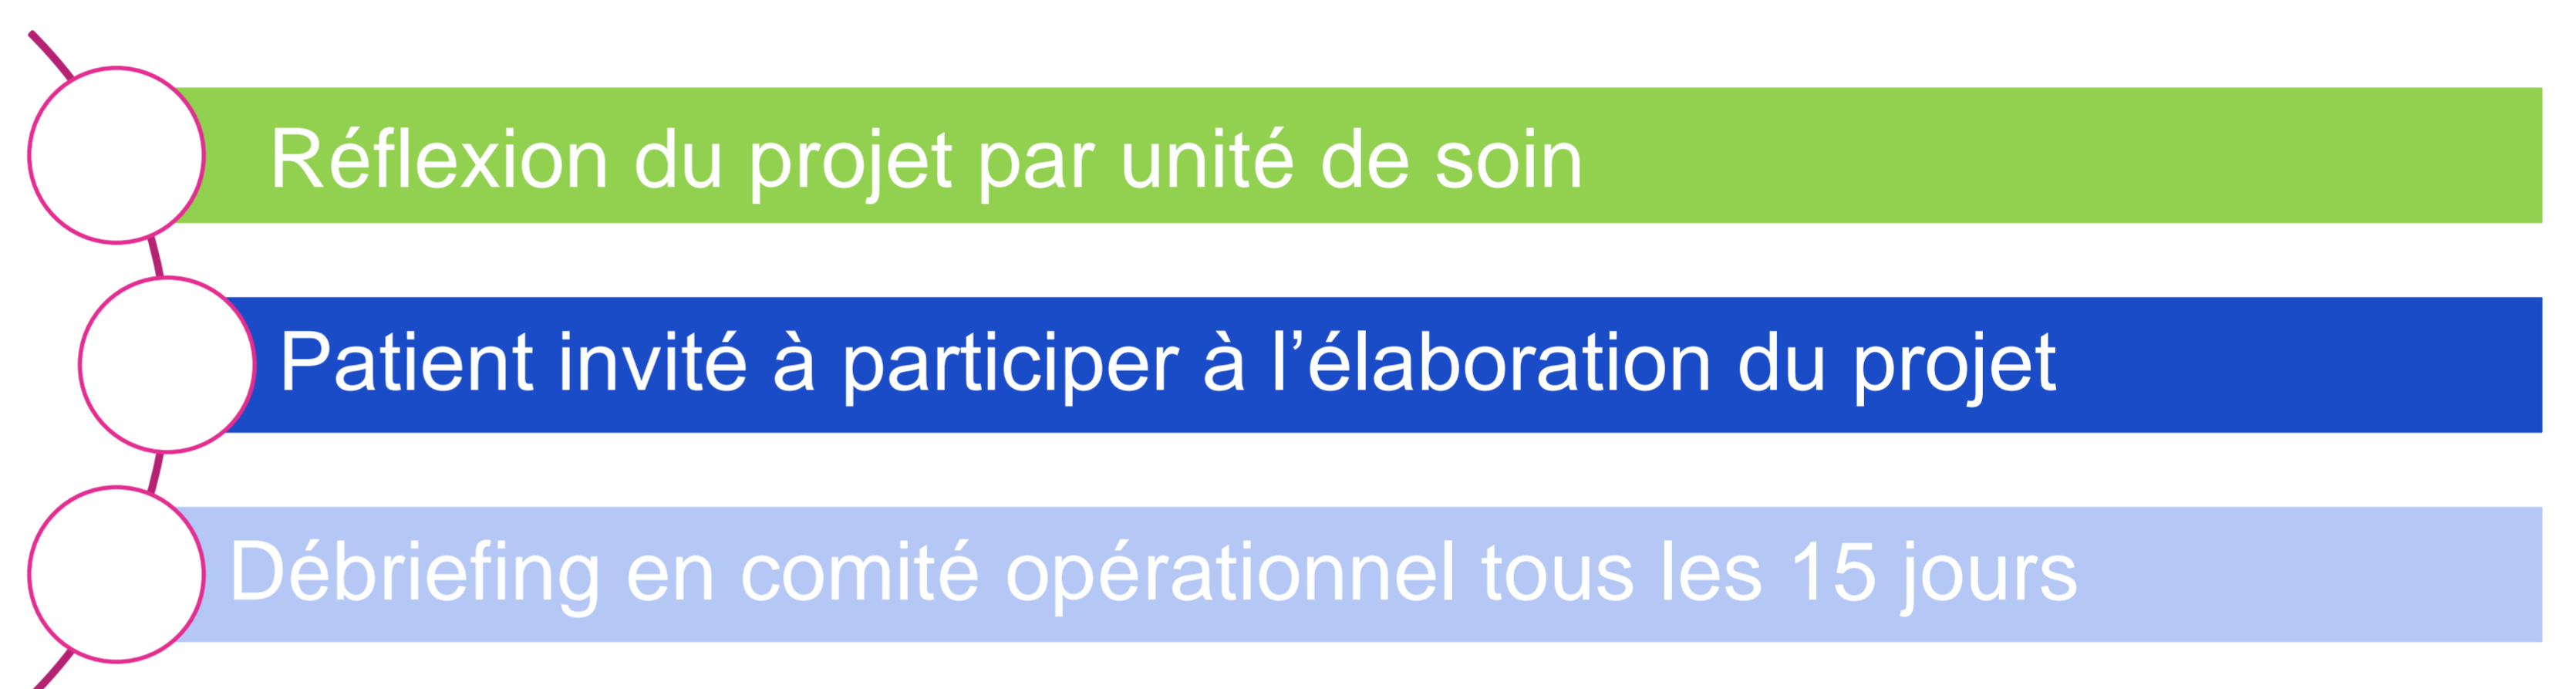 Réflexion du projet par unité de soin
Patient invité à participer à l’élaboration du projet
Débriefing en comité opérationnel tous les 15 jours